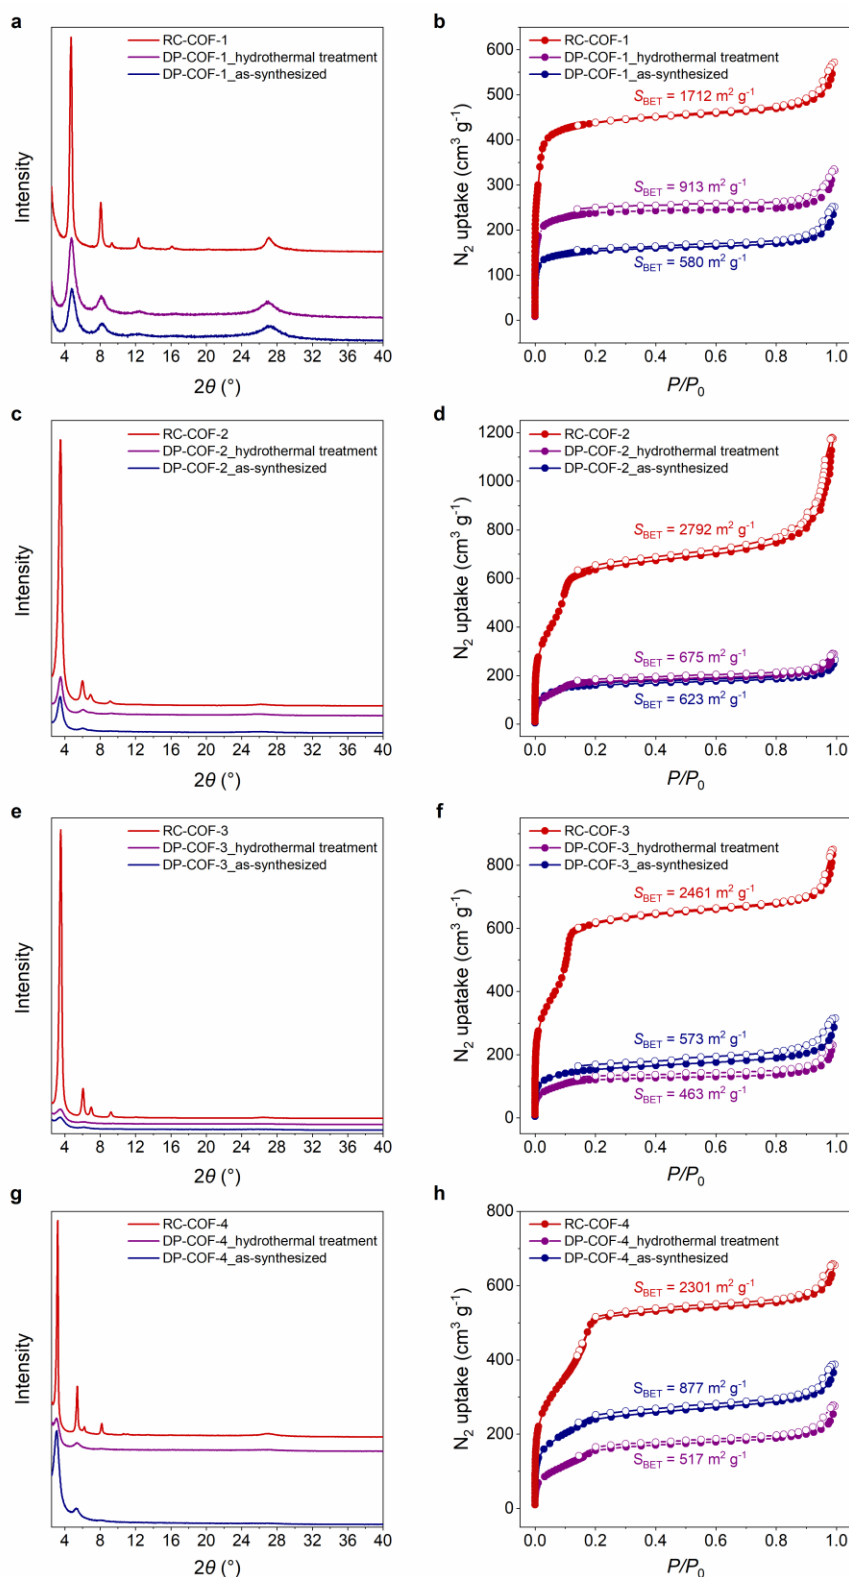 a
RC-COF-1
DP-COF-1_hydrothermal treatment
DP-COF-1_as-synthesized
Intensity
4 8 12 16 20 24 28 32 36 40
2θ (°)
b
RC-COF-1
DP-COF-1_hydrothermal treatment
DP-COF-1_as-synthesized
600
500
400
300
200
100
0
N₂ uptake (cm³ g⁻¹)
S_BET = 1712 m² g⁻¹
S_BET = 913 m² g⁻¹
S_BET = 580 m² g⁻¹
0.0 0.2 0.4 0.6 0.8 1.0
P/P₀
c
RC-COF-2
DP-COF-2_hydrothermal treatment
DP-COF-2_as-synthesized
Intensity
4 8 12 16 20 24 28 32 36 40
2θ (°)
d
RC-COF-2
DP-COF-2_hydrothermal treatment
DP-COF-2_as-synthesized
1200
1000
800
600
400
200
0
N₂ uptake (cm³ g⁻¹)
S_BET = 2792 m² g⁻¹
S_BET = 675 m² g⁻¹
S_BET = 623 m² g⁻¹
0.0 0.2 0.4 0.6 0.8 1.0
P/P₀
e
RC-COF-3
DP-COF-3_hydrothermal treatment
DP-COF-3_as-synthesized
Intensity
4 8 12 16 20 24 28 32 36 40
2θ (°)
f
RC-COF-3
DP-COF-3_hydrothermal treatment
DP-COF-3_as-synthesized
800
600
400
200
0
N₂ upatake (cm³ g⁻¹)
S_BET = 2461 m² g⁻¹
S_BET = 573 m² g⁻¹
S_BET = 463 m² g⁻¹
0.0 0.2 0.4 0.6 0.8 1.0
P/P₀
g
RC-COF-4
DP-COF-4_hydrothermal treatment
DP-COF-4_as-synthesized
Intensity
4 8 12 16 20 24 28 32 36 40
2θ (°)
h
RC-COF-4
DP-COF-4_hydrothermal treatment
DP-COF-4_as-synthesized
800
600
400
200
0
N₂ uptake (cm³ g⁻¹)
S_BET = 2301 m² g⁻¹
S_BET = 877 m² g⁻¹
S_BET = 517 m² g⁻¹
0.0 0.2 0.4 0.6 0.8 1.0
P/P₀